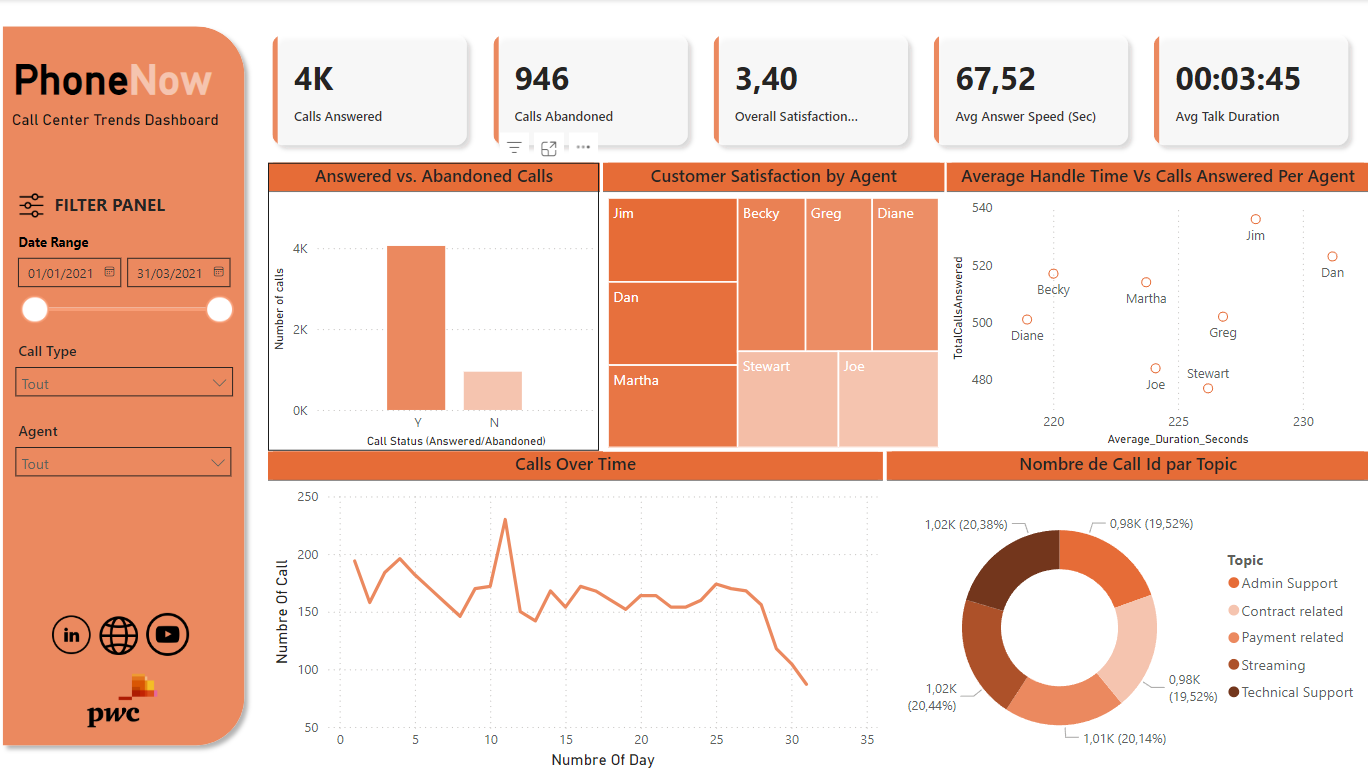 PhoneNow
Call Center Trends Dashboard
FILTER PANEL
Date Range
01/01/2021
31/03/2021
Call Type
Tout
Agent
Tout
in
pwc
4K
Calls Answered
946
Calls Abandoned
3,40
Overall Satisfaction...
67,52
Avg Answer Speed (Sec)
00:03:45
Avg Talk Duration
Answered vs. Abandoned Calls
Number of calls
4K
2K
0K
Y
N
Call Status (Answered/Abandoned)
Customer Satisfaction by Agent
Jim
Dan
Martha
Becky
Greg
Diane
Stewart
Joe
Average Handle Time Vs Calls Answered Per Agent
TotalCallsAnswered
540
520
500
480
Jim
Dan
Becky
Martha
Diane
Greg
Joe
Stewart
220
225
230
Average_Duration_Seconds
Calls Over Time
Numbre Of Call
250
200
150
100
50
0
5
10
15
20
25
30
35
Numbre Of Day
Nombre de Call Id par Topic
1,02K (20,38%)
0,98K (19,52%)
0,98K
(19,52%)
1,01K (20,14%)
1,02K
(20,44%)
Topic
Admin Support
Contract related
Payment related
Streaming
Technical Support